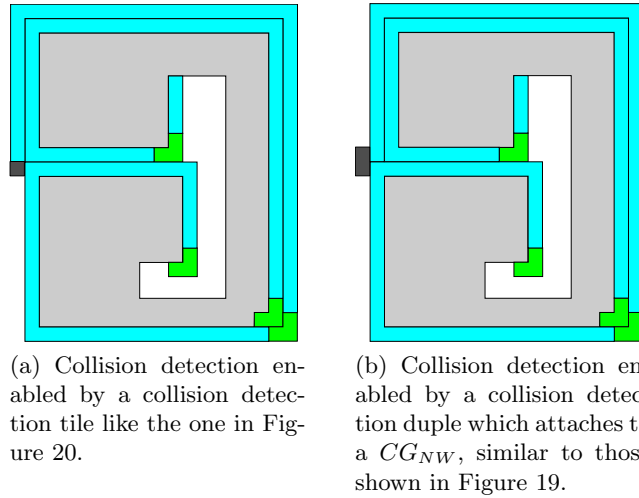 (a) Collision detection en-
abled by a collision detec-
tion tile like the one in Fig-
ure 20.
(b) Collision detection en
abled by a collision detec
tion duple which attaches t
a CG_{NW}, similar to those
shown in Figure 19.